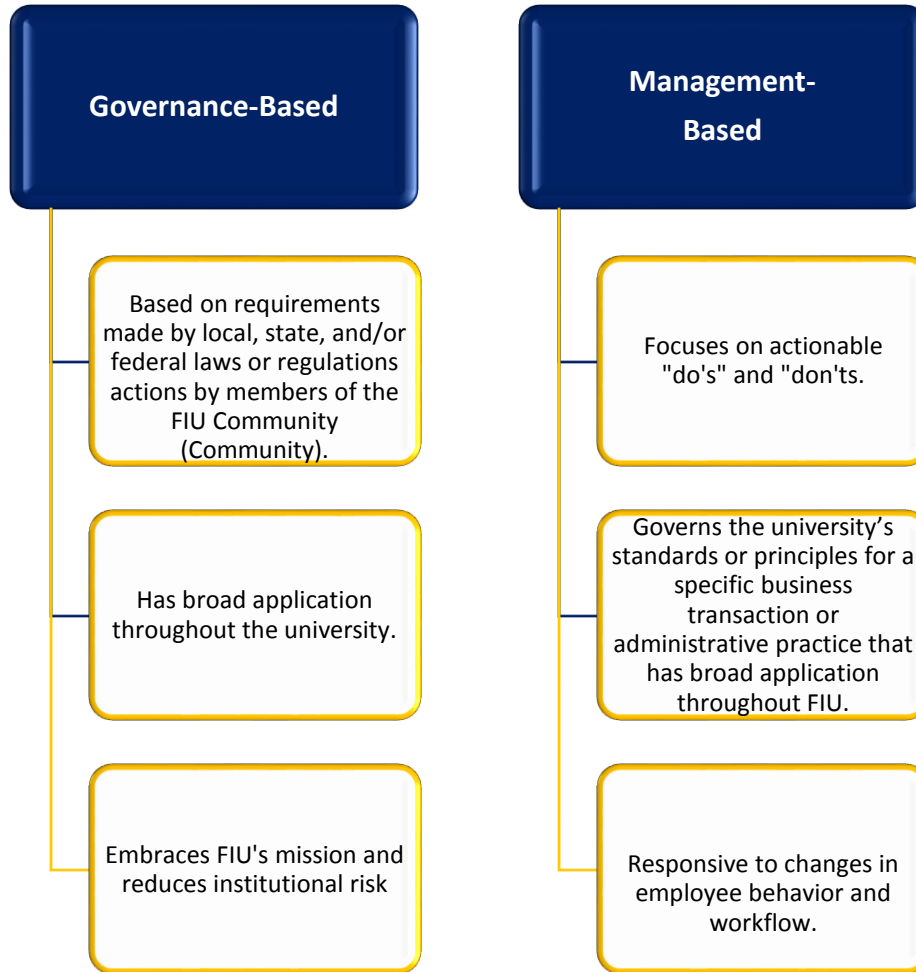 Governance-Based
Based on requirements
made by local, state, and/or
federal laws or regulations
actions by members of the
FIU Community
(Community).
Has broad application
throughout the university.
Embraces FIU's mission and
reduces institutional risk
Management-
Based
Focuses on actionable
"do's" and "don'ts.
Governs the university’s
standards or principles for a
specific business
transaction or
administrative practice that
has broad application
throughout FIU.
Responsive to changes in
employee behavior and
workflow.